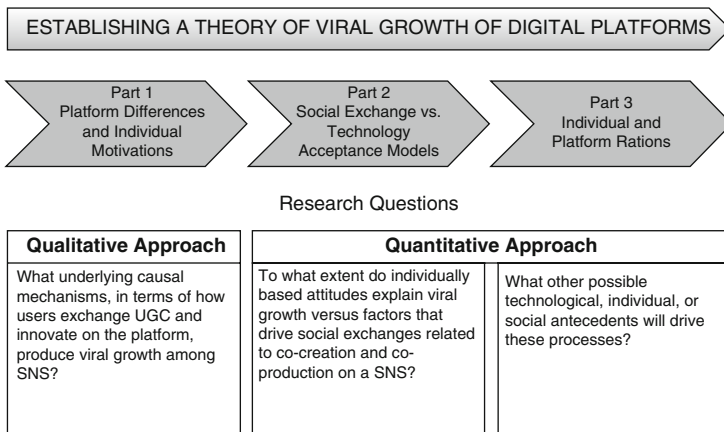 ESTABLISHING A THEORY OF VIRAL GROWTH OF DIGITAL PLATFORMS
Part 1
Platform Differences
and Individual
Motivations
Part 2
Social Exchange vs.
Technology
Acceptance Models
Part 3
Individual and
Platform Rations
Research Questions
Qualitative Approach
What underlying causal
mechanisms, in terms of how
users exchange UGC and
innovate on the platform,
produce viral growth among
SNS?
Quantitative Approach
To what extent do individually
based attitudes explain viral
growth versus factors that
drive social exchanges related
to co-creation and co-
production on a SNS?
What other possible
technological, individual, or
social antecedents will drive
these processes?